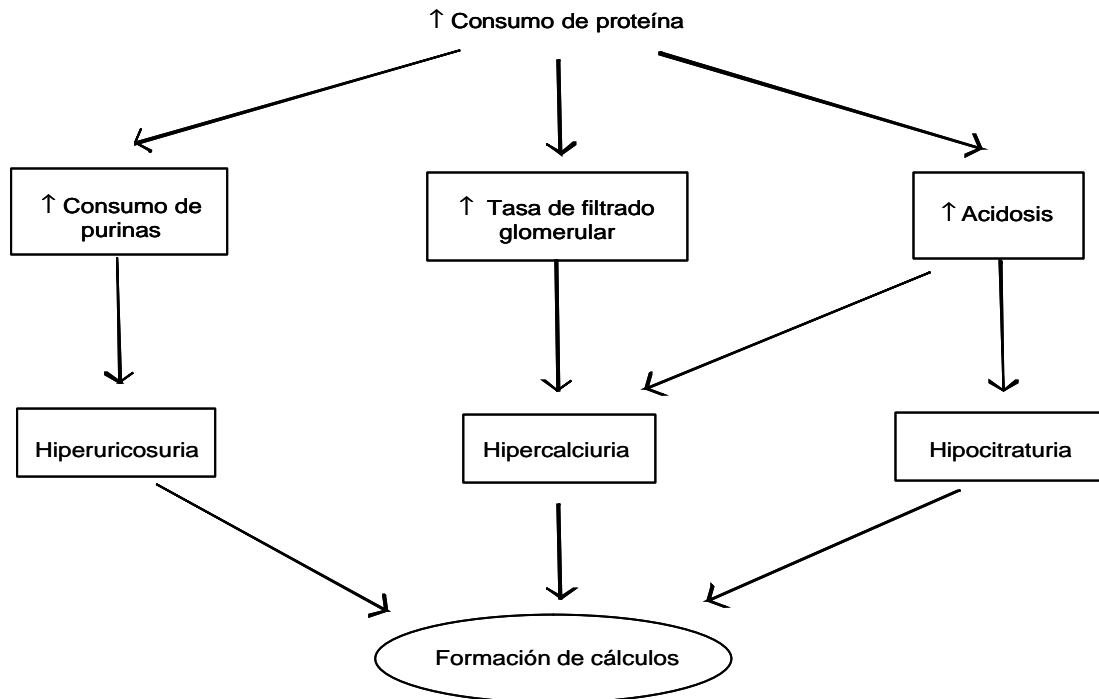 ↑ Consumo de proteína
↑ Consumo de
purinas
↑ Tasa de filtrado
glomerular
↑ Acidosis
Hiperuricosuria
Hipercalciuria
Hipocitraturia
Formación de cálculos